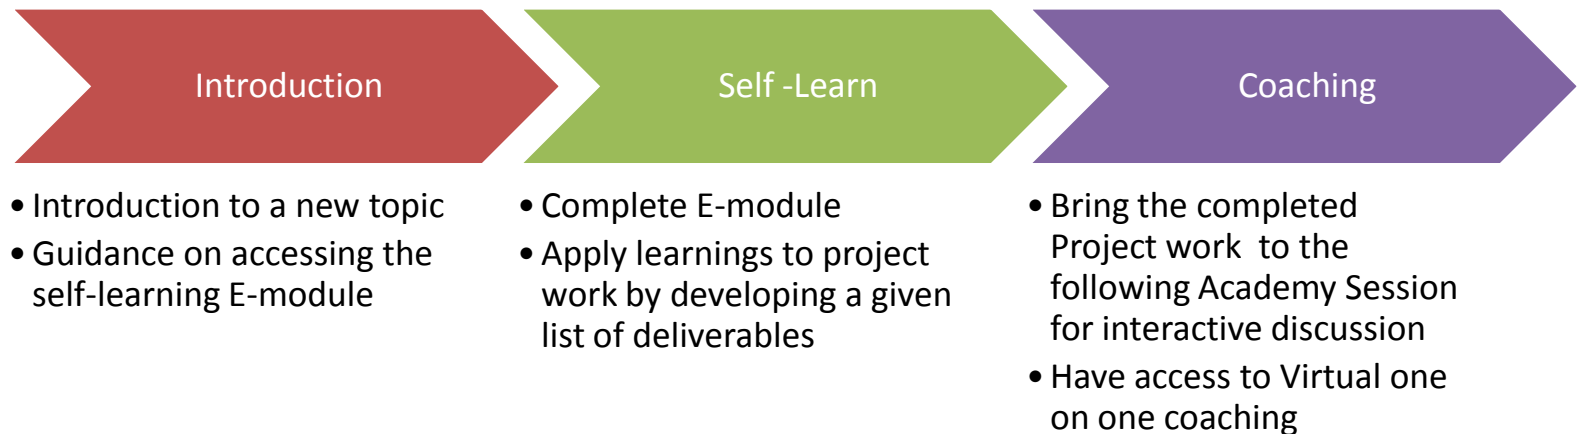 Introduction
Self -Learn
Coaching
• Introduction to a new topic
• Guidance on accessing the
self-learning E-module
• Complete E-module
• Apply learnings to project
work by developing a given
list of deliverables
• Bring the completed
Project work  to the
following Academy Session
for interactive discussion
• Have access to Virtual one
on one coaching